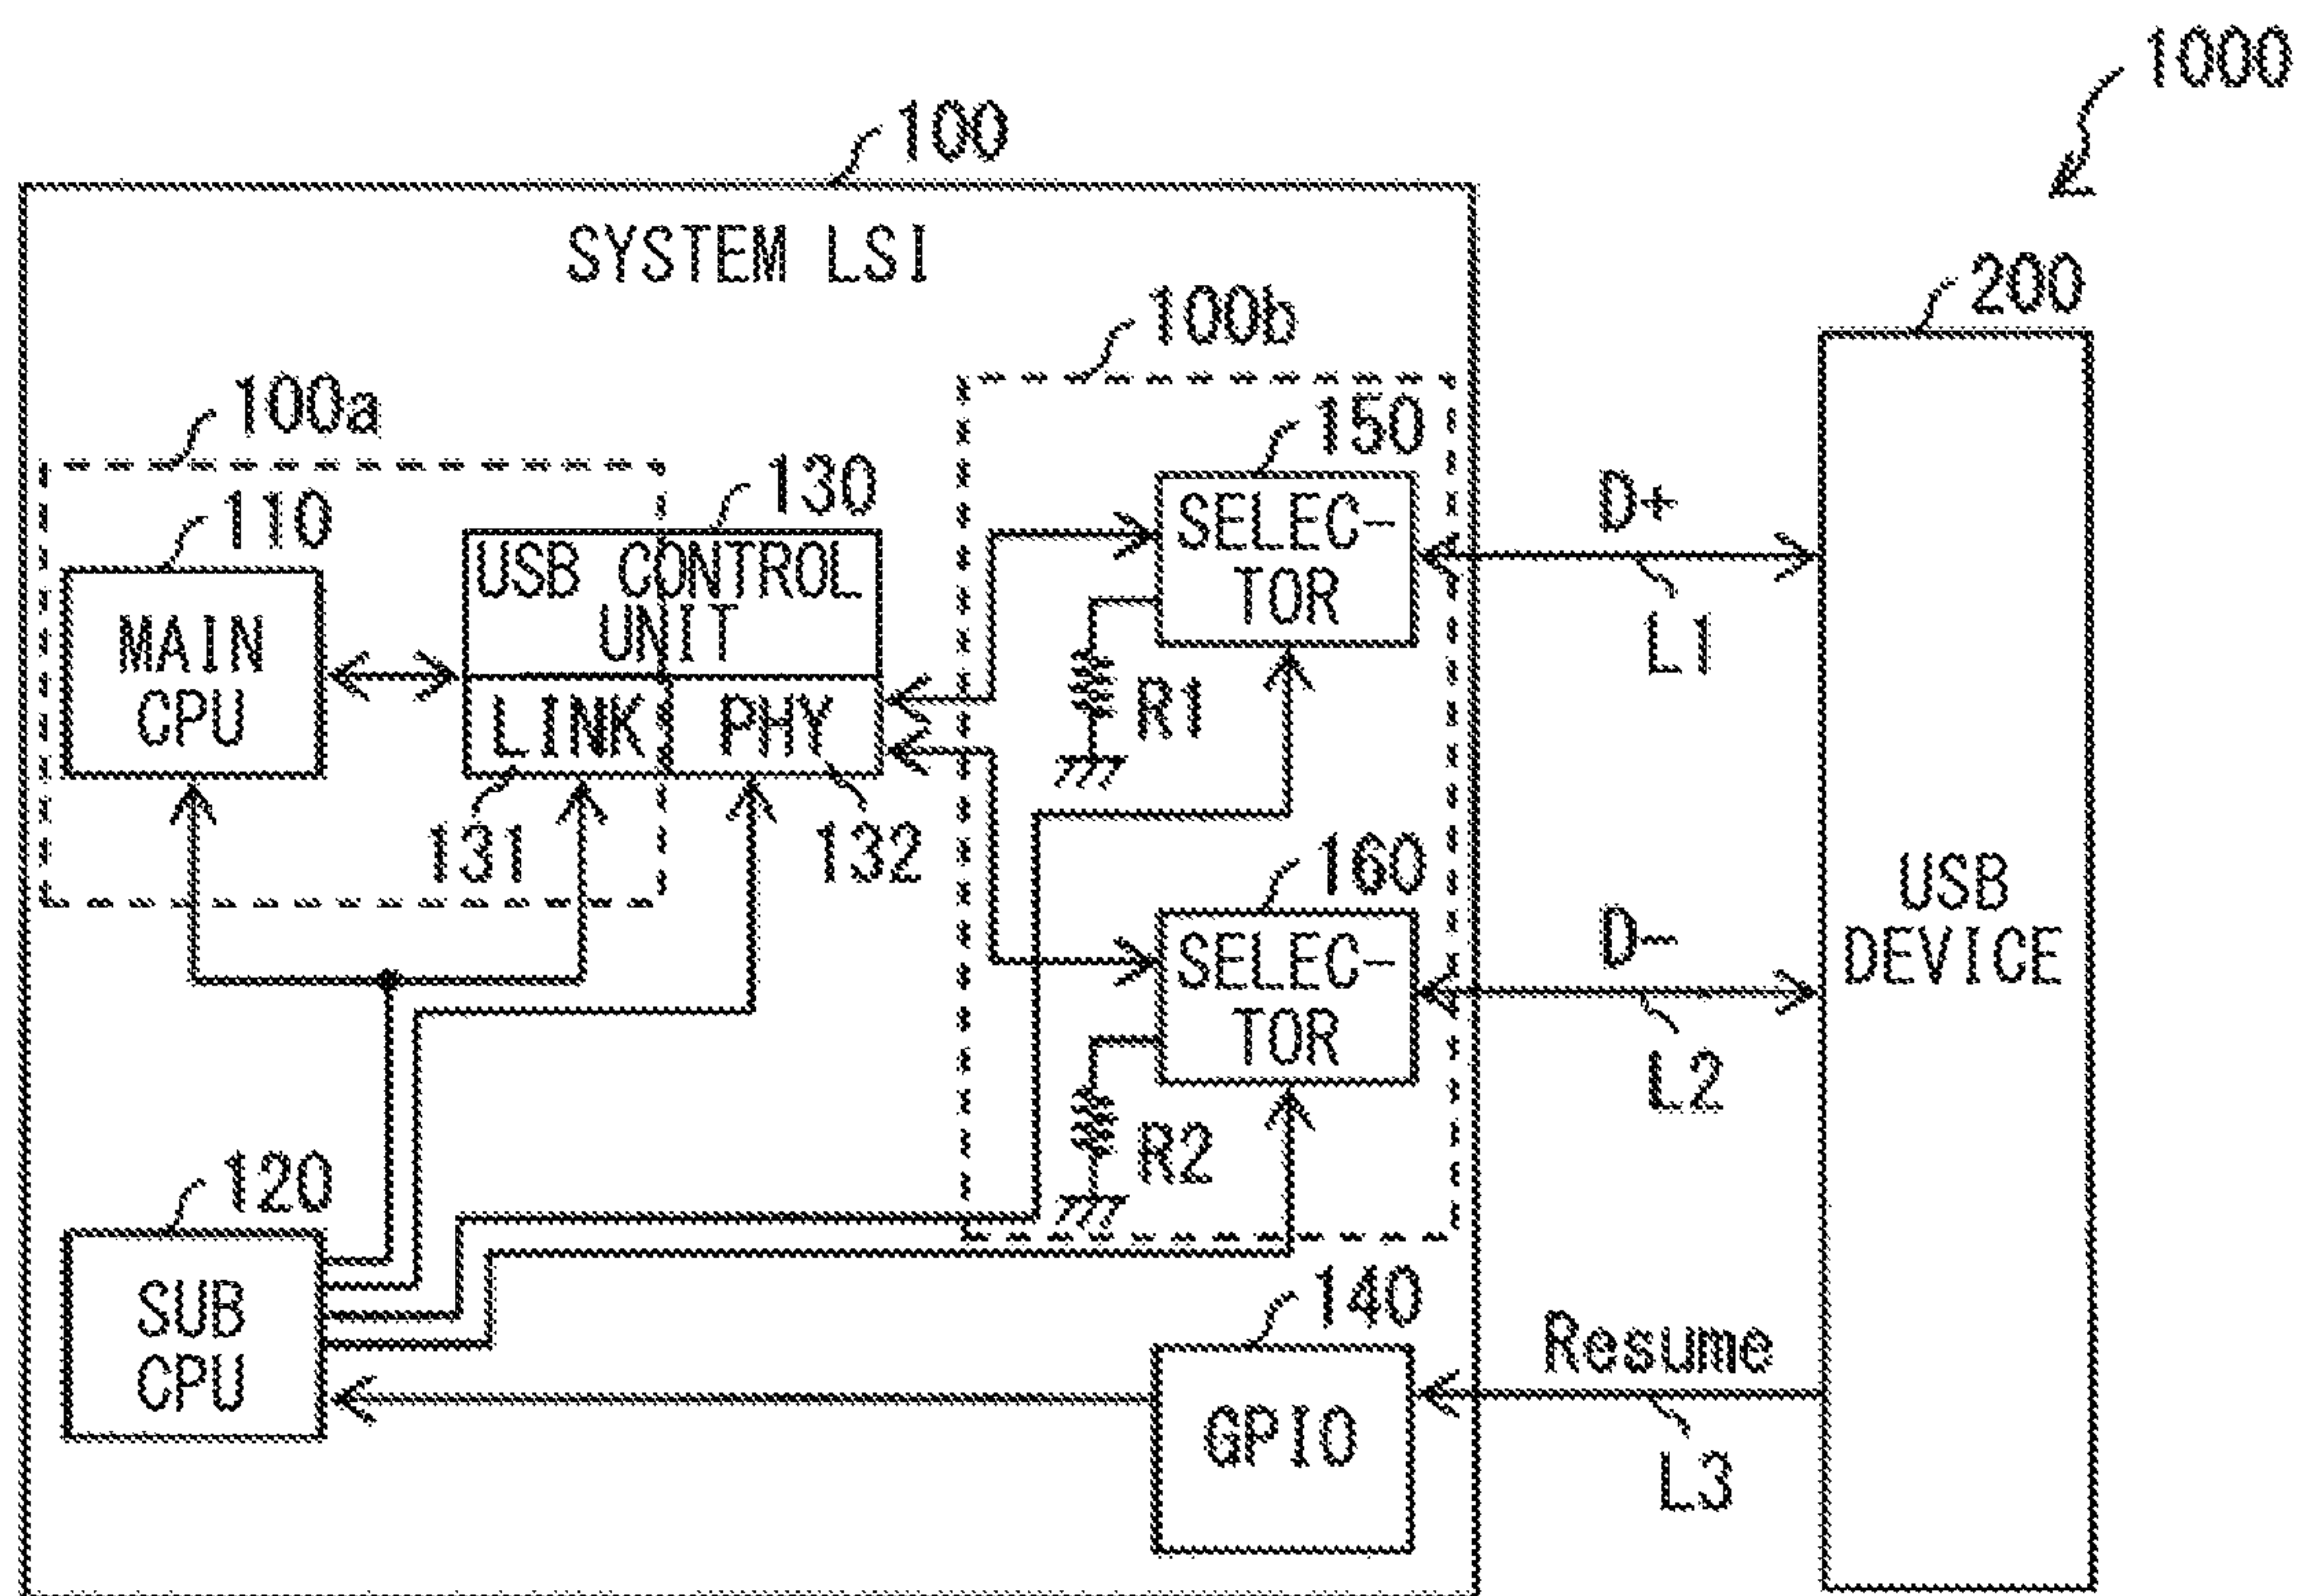 1000
100
SYSTEM LSI
100b
200
100a
150
110
130
SELEC-
TOR
D+
L1
USB CONTROL
UNIT
MAIN
CPU
LINK
PHY
R1
131
132
160
USB
DEVICE
SELEC-
TOR
D-
L2
R2
120
SUB
CPU
140
GPIO
Resume
L3